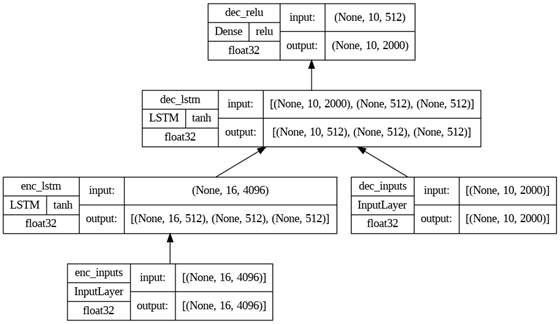 dec_relu input: (None, 10, 512)
Dense relu
float32 output: (None, 10, 2000)
dec_lstm input: [(None, 10, 2000), (None, 512), (None, 512)]
LSTM tanh
float32 output: [(None, 10, 512), (None, 512), (None, 512)]
enc_lstm input: (None, 16, 4096)
LSTM tanh
float32 output: [(None, 16, 512), (None, 512), (None, 512)]
dec_inputs input: [(None, 10, 2000)]
InputLayer
float32 output: [(None, 10, 2000)]
enc_inputs input: [(None, 16, 4096)]
InputLayer
float32 output: [(None, 16, 4096)]